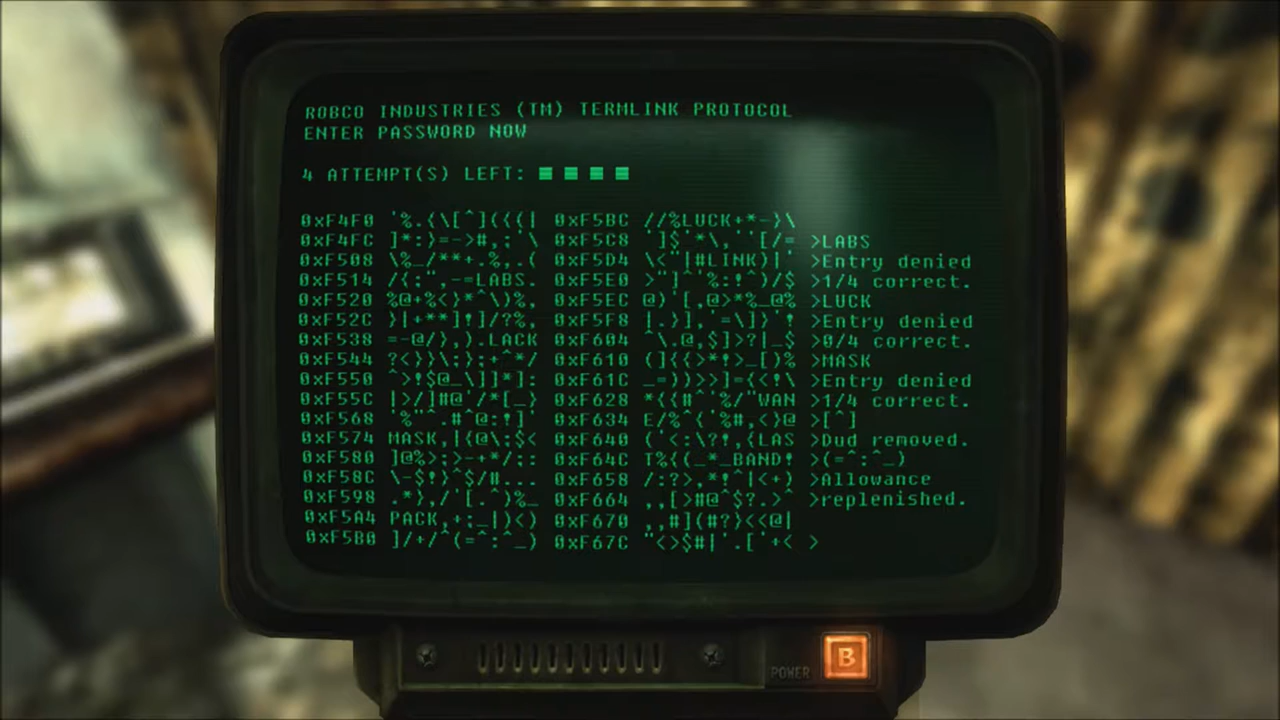 ROBCO INDUSTRIES (TM) TERMLINK PROTOCOL
ENTER PASSWORD NOW
4 ATTEMPT(S) LEFT:
0xF4F0 '%.{\[^]({(| 0xF5BC //%LUCK+*-}\
0xF4FC ]*:}=->#,;'\ 0xF5C8 ']$'*\,''[/= >LABS
0xF508 \%_/**+.%,.( 0xF5D4 \<"|#LINK)|' >Entry denied
0xF514 /{:",-=LABS. 0xF5E0 >"]^'%:!^)/$ >1/4 correct.
0xF520 %@+%<}*^\)%, 0xF5EC @)'[,@>*%_@% >LUCK
0xF52C }|+**]!]/?%, 0xF5F8 |.}],'=\]}'! >Entry denied
0xF538 =-@/},).LACK 0xF604 ^\.@,$]>?|_$ >0/4 correct.
0xF544 ?<}}\;};+^*/ 0xF610 (]{{>*!>_[)% >MASK
0xF550 ^>!$@_\]]*]: 0xF61C _=))>>]={<!\ >Entry denied
0xF55C |>/]#@'/*[_} 0xF628 *{{#^'%/"WAN >1/4 correct.
0xF568 '%"^.#^@:!]' 0xF634 E/%^{'%#,<}@ >[^]
0xF574 MASK,|{@\;$< 0xF640 ('<:\?!,{LAS >Dud removed.
0xF580 ]@%>;>-+*/;: 0xF64C T%{(_*_BAND! >(=^:^_)
0xF58C \-$!}^$/#... 0xF658 /:?>,*!^|<+) >Allowance
0xF598 .*},/'[.^)%_ 0xF664 ,,[>#@^$?.>^ >replenished.
0xF5A4 PACK,+;_|)<) 0xF670 ,,#](#?}<<@|
0xF5B0 ]/+/^(=^:^_) 0xF67C "<>$#|'.['+< >
POWER
B